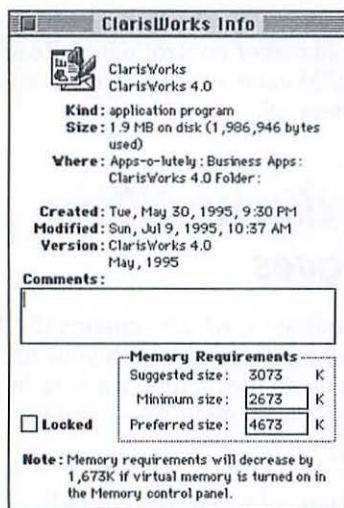 ClarisWorks Info
ClarisWorks
ClarisWorks 4.0
Kind: application program
Size: 1.9 MB on disk (1,986,946 bytes
used)
Where: Apps-o-lutely: Business Apps:
ClarisWorks 4.0 Folder:
Created: Tue, May 30, 1995, 9:30 PM
Modified: Sun, Jul 9, 1995, 10:37 AM
Version: ClarisWorks 4.0
May, 1995
Comments:
Memory Requirements
Suggested size: 3073 K
Minimum size: 2673 K
Locked
Preferred size: 4673 K
Note: Memory requirements will decrease by
1,673K if virtual memory is turned on in
the Memory control panel.